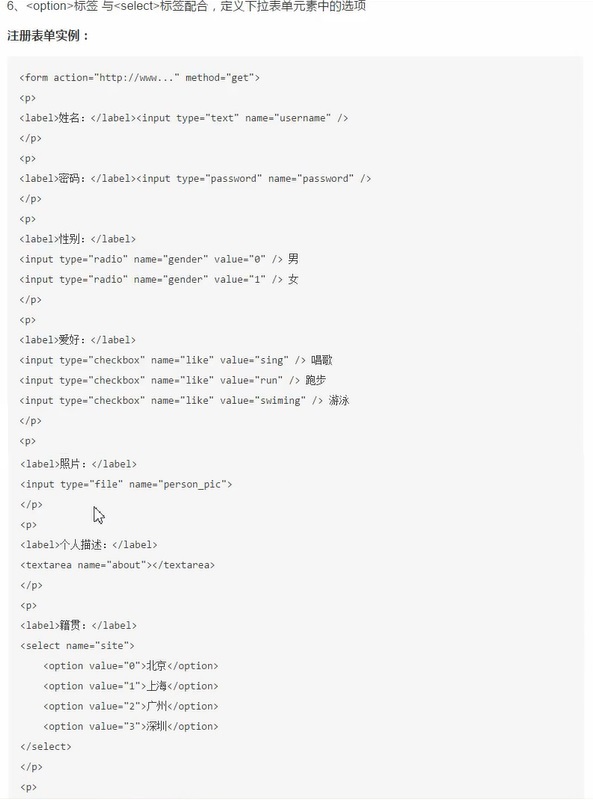 6、<option>标签 与<select>标签配合，定义下拉表单元素中的选项
注册表单实例：
<form action="http://www..." method="get">
<p>
<label>姓名：</label><input type="text" name="username" />
</p>
<p>
<label>密码：</label><input type="password" name="password" />
</p>
<p>
<label>性别：</label>
<input type="radio" name="gender" value="0" /> 男
<input type="radio" name="gender" value="1" /> 女
</p>
<p>
<label>爱好：</label>
<input type="checkbox" name="like" value="sing" /> 唱歌
<input type="checkbox" name="like" value="run" /> 跑步
<input type="checkbox" name="like" value="swiming" /> 游泳
</p>
<p>
<label>照片：</label>
<input type="file" name="person_pic">
</p>
<p>
<label>个人描述：</label>
<textarea name="about"></textarea>
</p>
<p>
<label>籍贯：</label>
<select name="site">
    <option value="0">北京</option>
    <option value="1">上海</option>
    <option value="2">广州</option>
    <option value="3">深圳</option>
</select>
</p>
<p>